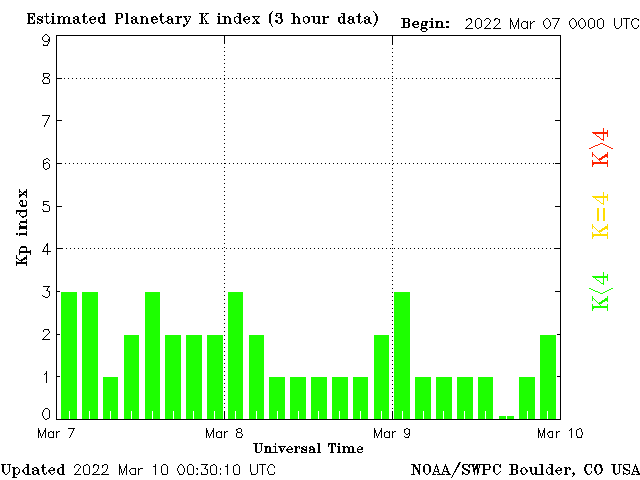 Estimated Planetary K index (3 hour data) Begin: 2022 Mar 07 0000 UTC
9
8
7
6
5
4
3
2
1
0
Kp index
K>4
K=4
K<4
Mar 7 Mar 8 Mar 9 Mar 10
Universal Time
Updated 2022 Mar 10 00:30:10 UTC NOAA/SWPC Boulder, CO USA